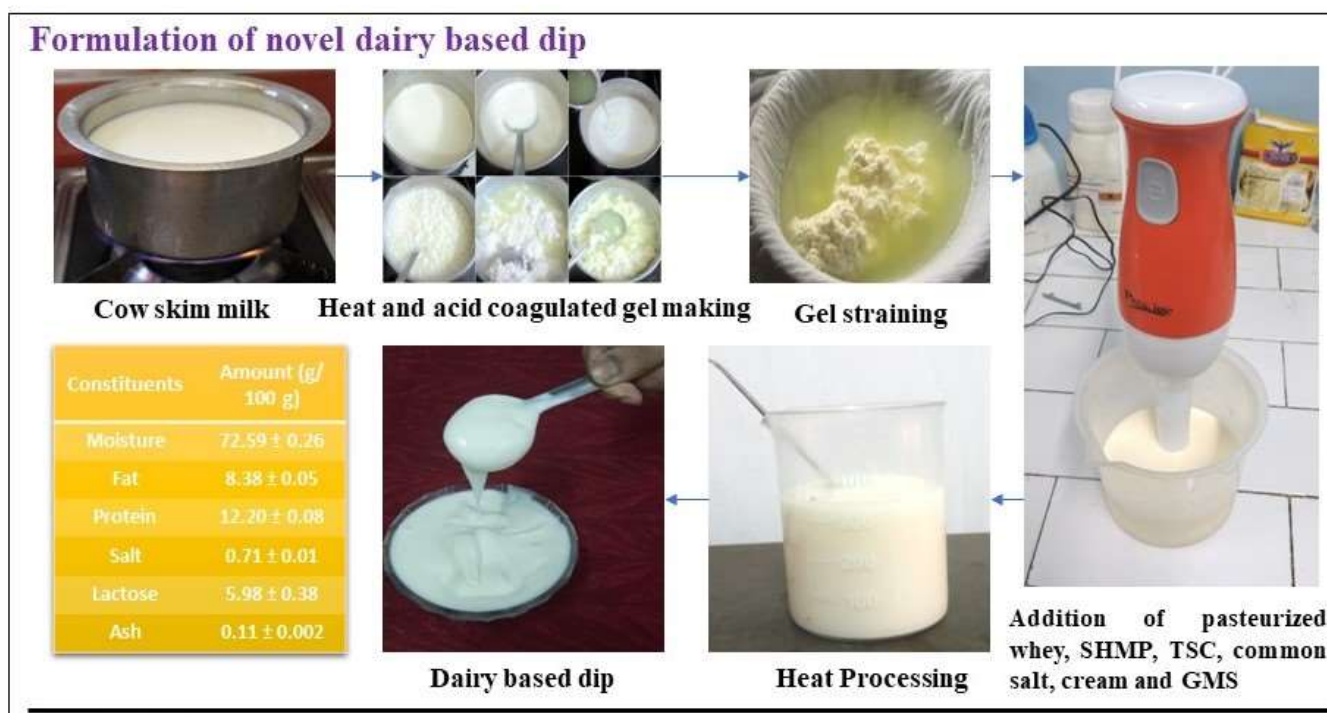 Formulation of novel dairy based dip
Cow skim milk
Heat and acid coagulated gel making
Gel straining
Addition of pasteurized
whey, SHMP, TSC, common
salt, cream and GMS
Heat Processing
Dairy based dip
Constituents Amount (g/
100 g)
Moisture 72.59 ± 0.26
Fat 8.38 ± 0.05
Protein 12.20 ± 0.08
Salt 0.71 ± 0.01
Lactose 5.98 ± 0.38
Ash 0.11 ± 0.002